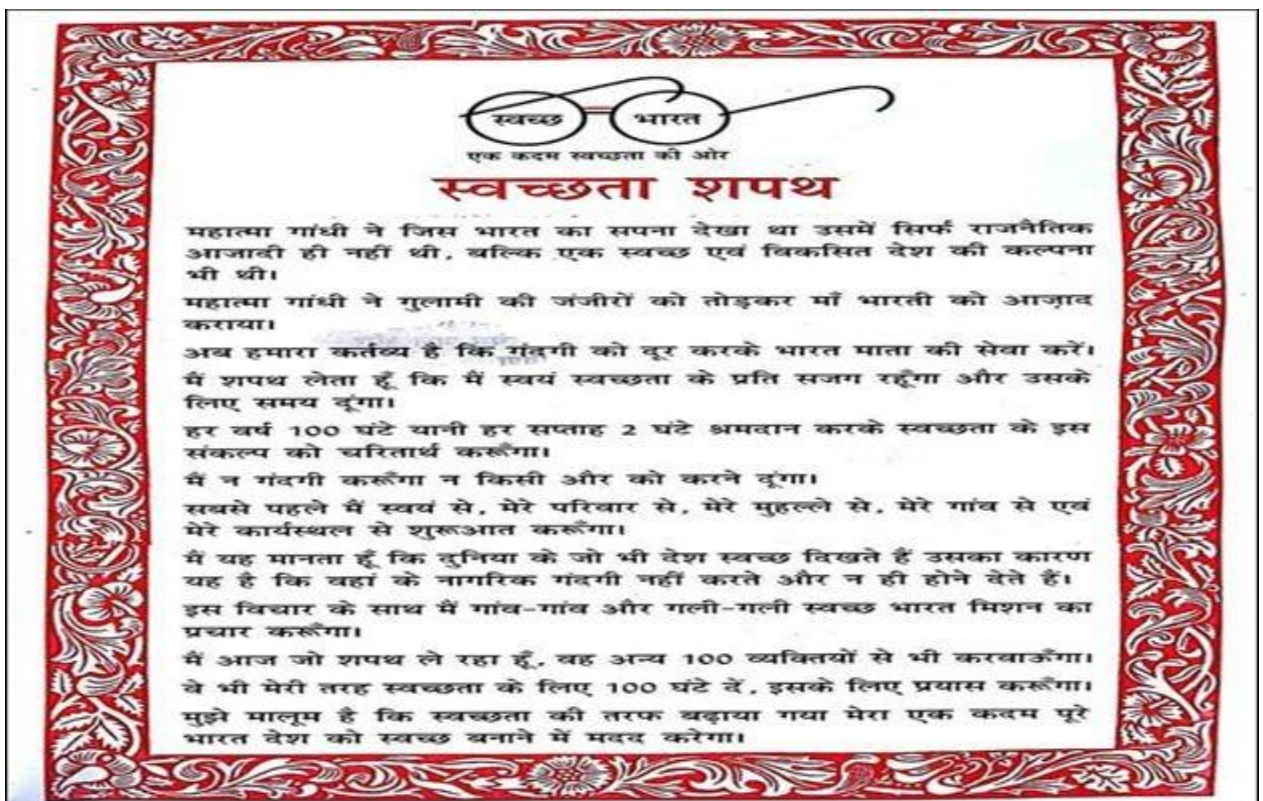 स्वच्छ भारत
एक कदम स्वच्छता की ओर
स्वच्छता शपथ
महात्मा गांधी ने जिस भारत का सपना देखा था उसमें सिर्फ राजनैतिक
आजादी ही नहीं थी, बल्कि एक स्वच्छ एवं विकसित देश की कल्पना
भी थी।
महात्मा गांधी ने गुलामी की जंजीरों को तोड़कर माँ भारती को आज़ाद
कराया।
अब हमारा कर्तव्य है कि गंदगी को दूर करके भारत माता की सेवा करें।
मैं शपथ लेता हूँ कि मैं स्वयं स्वच्छता के प्रति सजग रहूँगा और उसके
लिए समय दूंगा।
हर वर्ष 100 घंटे यानी हर सप्ताह 2 घंटे श्रमदान करके स्वच्छता के इस
संकल्प को चरितार्थ करूँगा।
मैं न गंदगी करूँगा न किसी और को करने दूंगा।
सबसे पहले मैं स्वयं से, मेरे परिवार से, मेरे मुहल्ले से, मेरे गांव से एवं
मेरे कार्यस्थल से शुरूआत करूँगा।
मैं यह मानता हूँ कि दुनिया के जो भी देश स्वच्छ दिखते हैं उसका कारण
यह है कि वहां के नागरिक गंदगी नहीं करते और न ही होने देते हैं।
इस विचार के साथ मैं गांव-गांव और गली-गली स्वच्छ भारत मिशन का
प्रचार करूँगा।
मैं आज जो शपथ ले रहा हूँ, वह अन्य 100 व्यक्तियों से भी करवाऊँगा।
वे भी मेरी तरह स्वच्छता के लिए 100 घंटे दें, इसके लिए प्रयास करूँगा।
मुझे मालूम है कि स्वच्छता की तरफ बढ़ाया गया मेरा एक कदम पूरे
भारत देश को स्वच्छ बनाने में मदद करेगा।